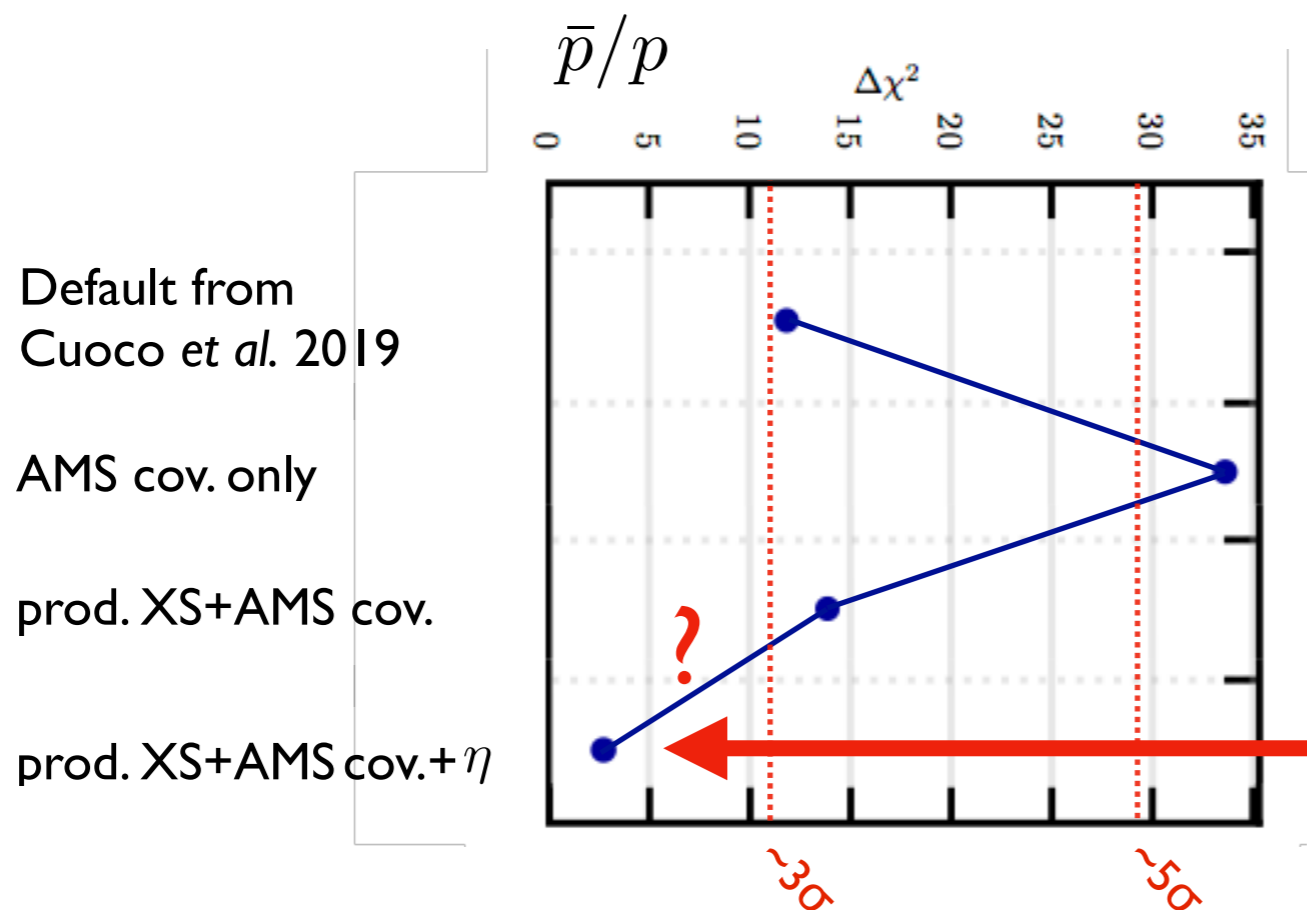 p̄/p
Δχ²
0 5 10 15 20 25 30 35
Default from
Cuoco et al. 2019
AMS cov. only
prod. XS+AMS cov.
?
prod. XS+AMS cov.+η
~3σ
~5σ